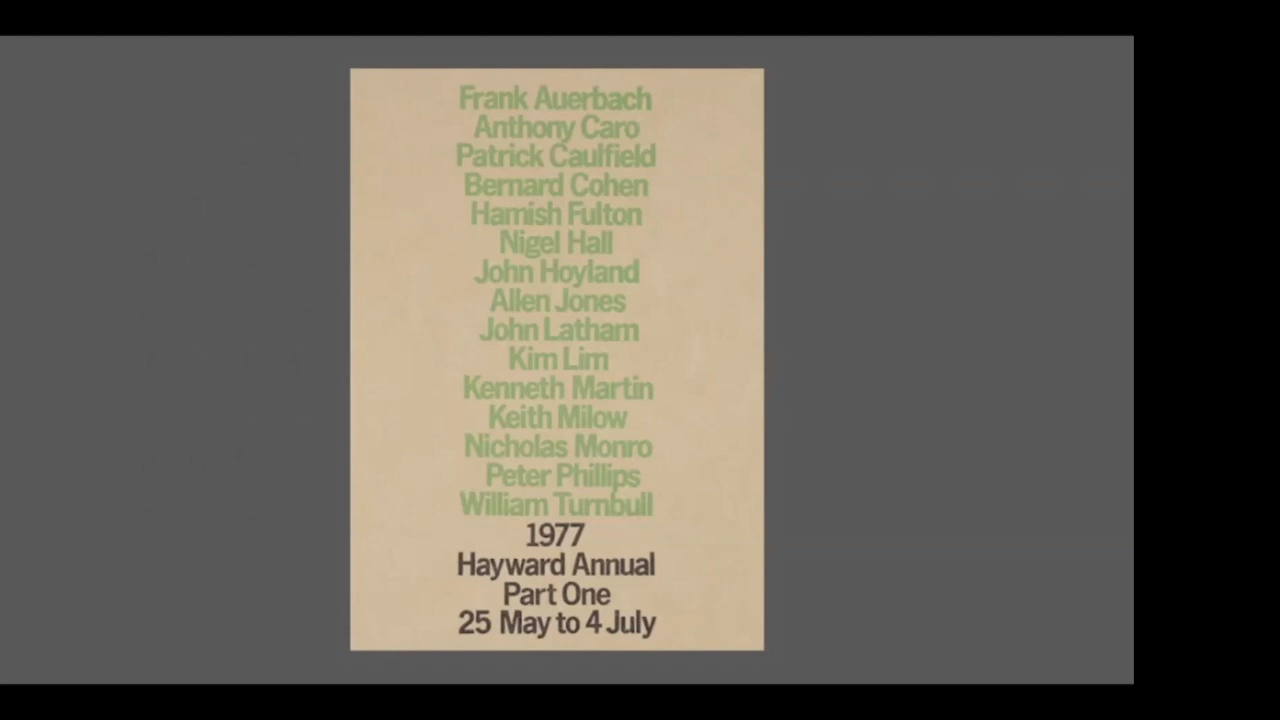 Frank Auerbach
Anthony Caro
Patrick Caulfield
Bernard Cohen
Hamish Fulton
Nigel Hall
John Hoyland
Allen Jones
John Latham
Kim Lim
Kenneth Martin
Keith Milow
Nicholas Monro
Peter Phillips
William Turnbull
1977
Hayward Annual
Part One
25 May to 4 July